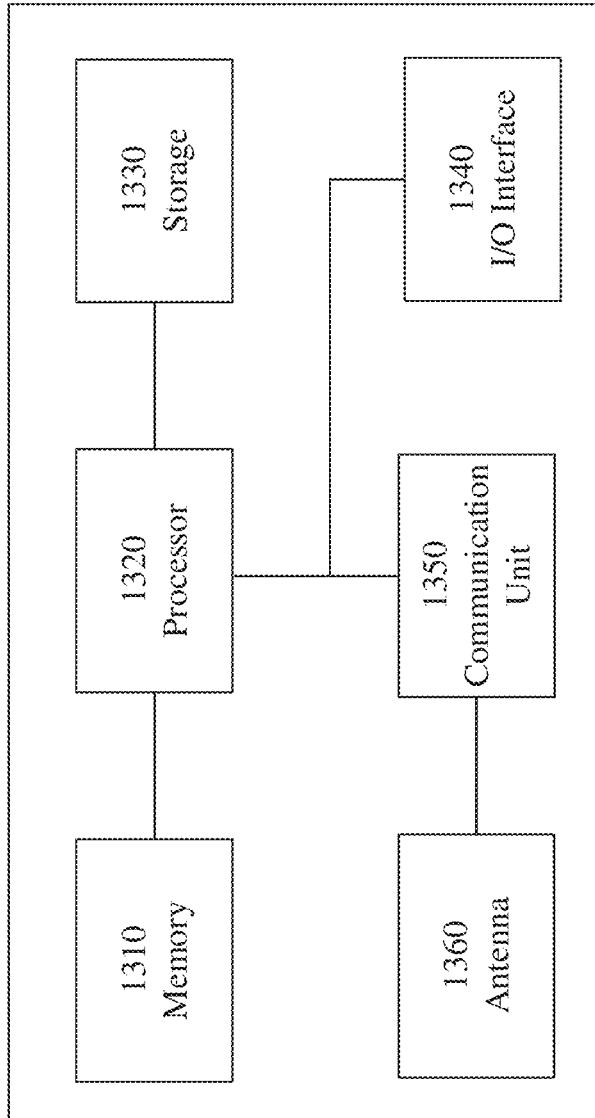 1310
Memory
1320
Processor
1330
Storage
1360
Antenna
1350
Communication
Unit
1340
I/O Interface